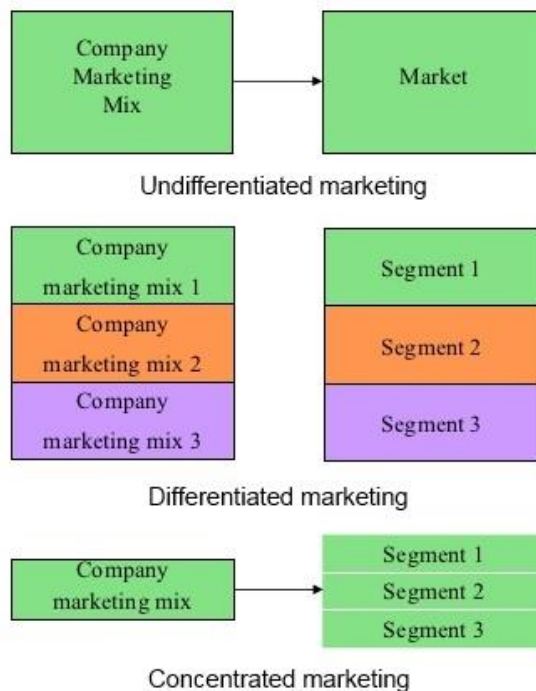 Company
Marketing
Mix
Market
Undifferentiated marketing
Company
marketing mix 1
Segment 1
Company
marketing mix 2
Segment 2
Company
marketing mix 3
Segment 3
Differentiated marketing
Company
marketing mix
Segment 1
Segment 2
Segment 3
Concentrated marketing